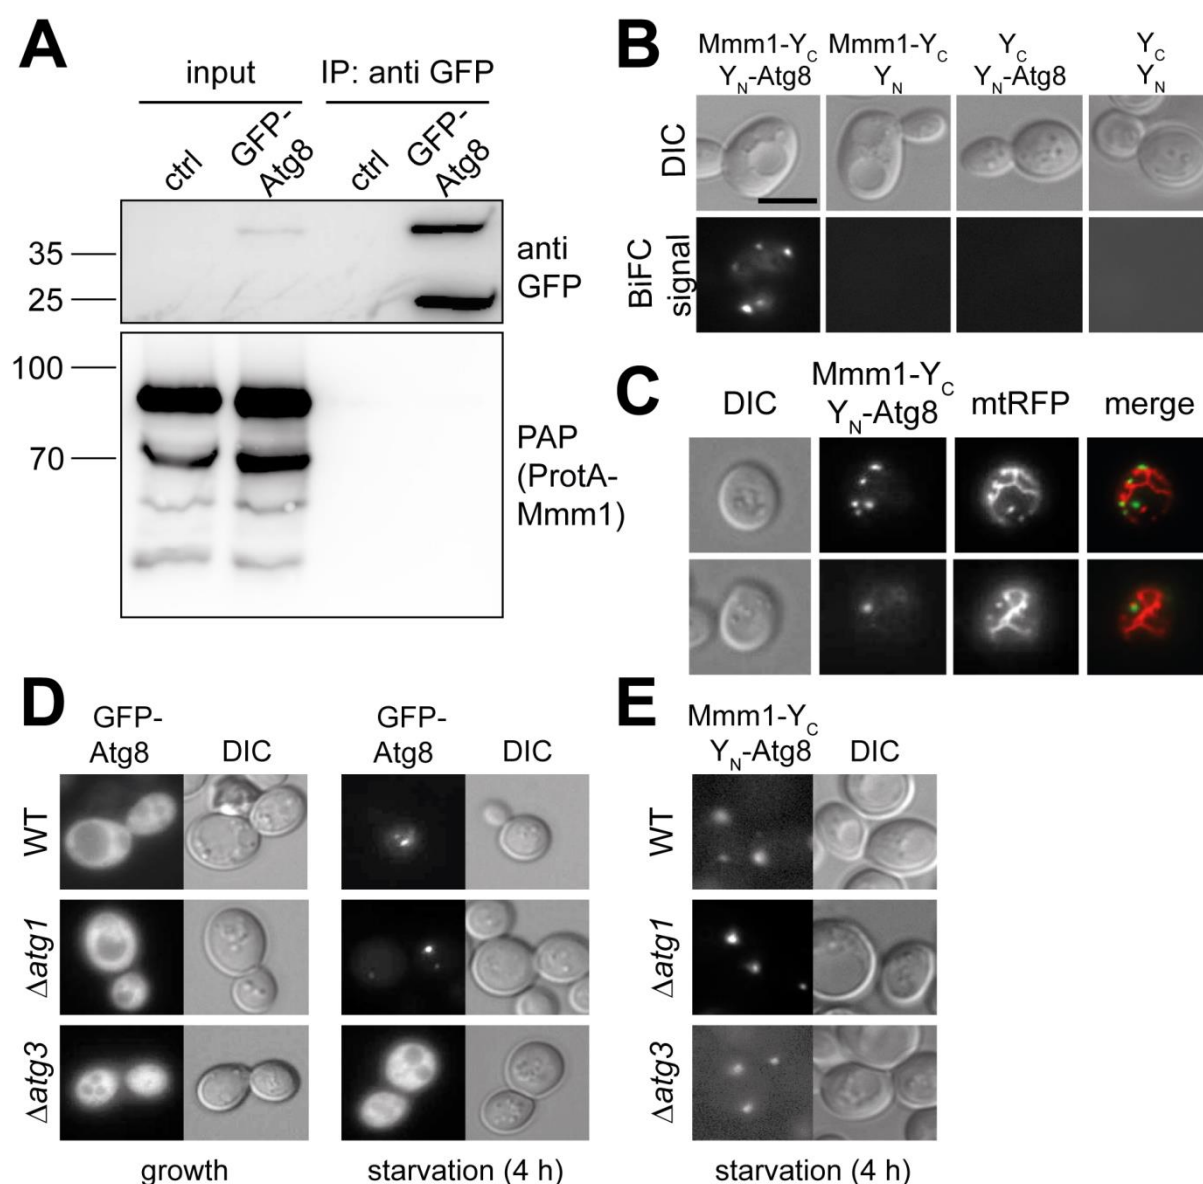 A
input
IP: anti GFP
ctrl
GFP-
Atg8
ctrl
GFP-
Atg8
35
25
anti
GFP
100
70
PAP
(ProtA-
Mmm1)
B
Mmm1-YC
YN-Atg8
Mmm1-YC
YN
YC
YN-Atg8
YC
YN
DIC
BiFC
signal
C
DIC
Mmm1-YC
YN-Atg8
mtRFP
merge
D
GFP-
Atg8
DIC
GFP-
Atg8
DIC
WT
Δatg1
Δatg3
growth
starvation (4 h)
E
Mmm1-YC
YN-Atg8
DIC
WT
Δatg1
Δatg3
starvation (4 h)